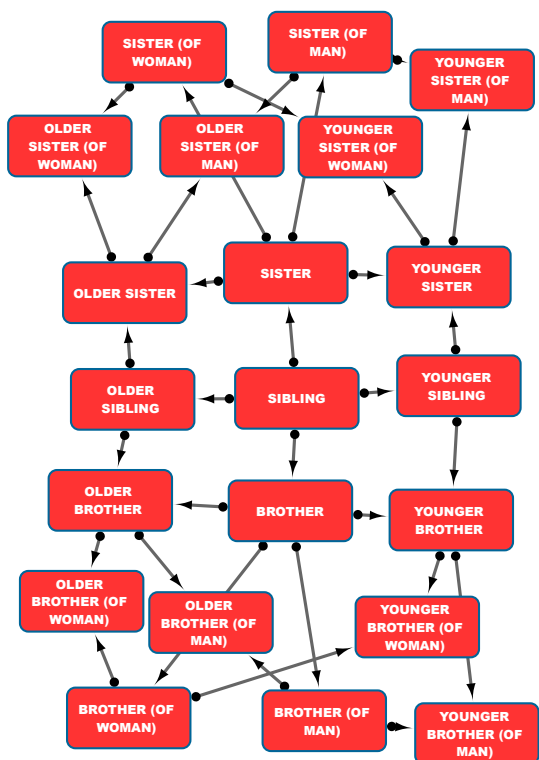 SISTER (OF
WOMAN)
SISTER (OF
MAN)
YOUNGER
SISTER (OF
MAN)
OLDER
SISTER (OF
WOMAN)
OLDER
SISTER (OF
MAN)
YOUNGER
SISTER (OF
WOMAN)
OLDER SISTER
SISTER
YOUNGER
SISTER
OLDER
SIBLING
SIBLING
YOUNGER
SIBLING
OLDER
BROTHER
BROTHER
YOUNGER
BROTHER
OLDER
BROTHER (OF
WOMAN)
OLDER
BROTHER (OF
MAN)
YOUNGER
BROTHER (OF
WOMAN)
BROTHER (OF
WOMAN)
BROTHER (OF
MAN)
YOUNGER
BROTHER (OF
MAN)